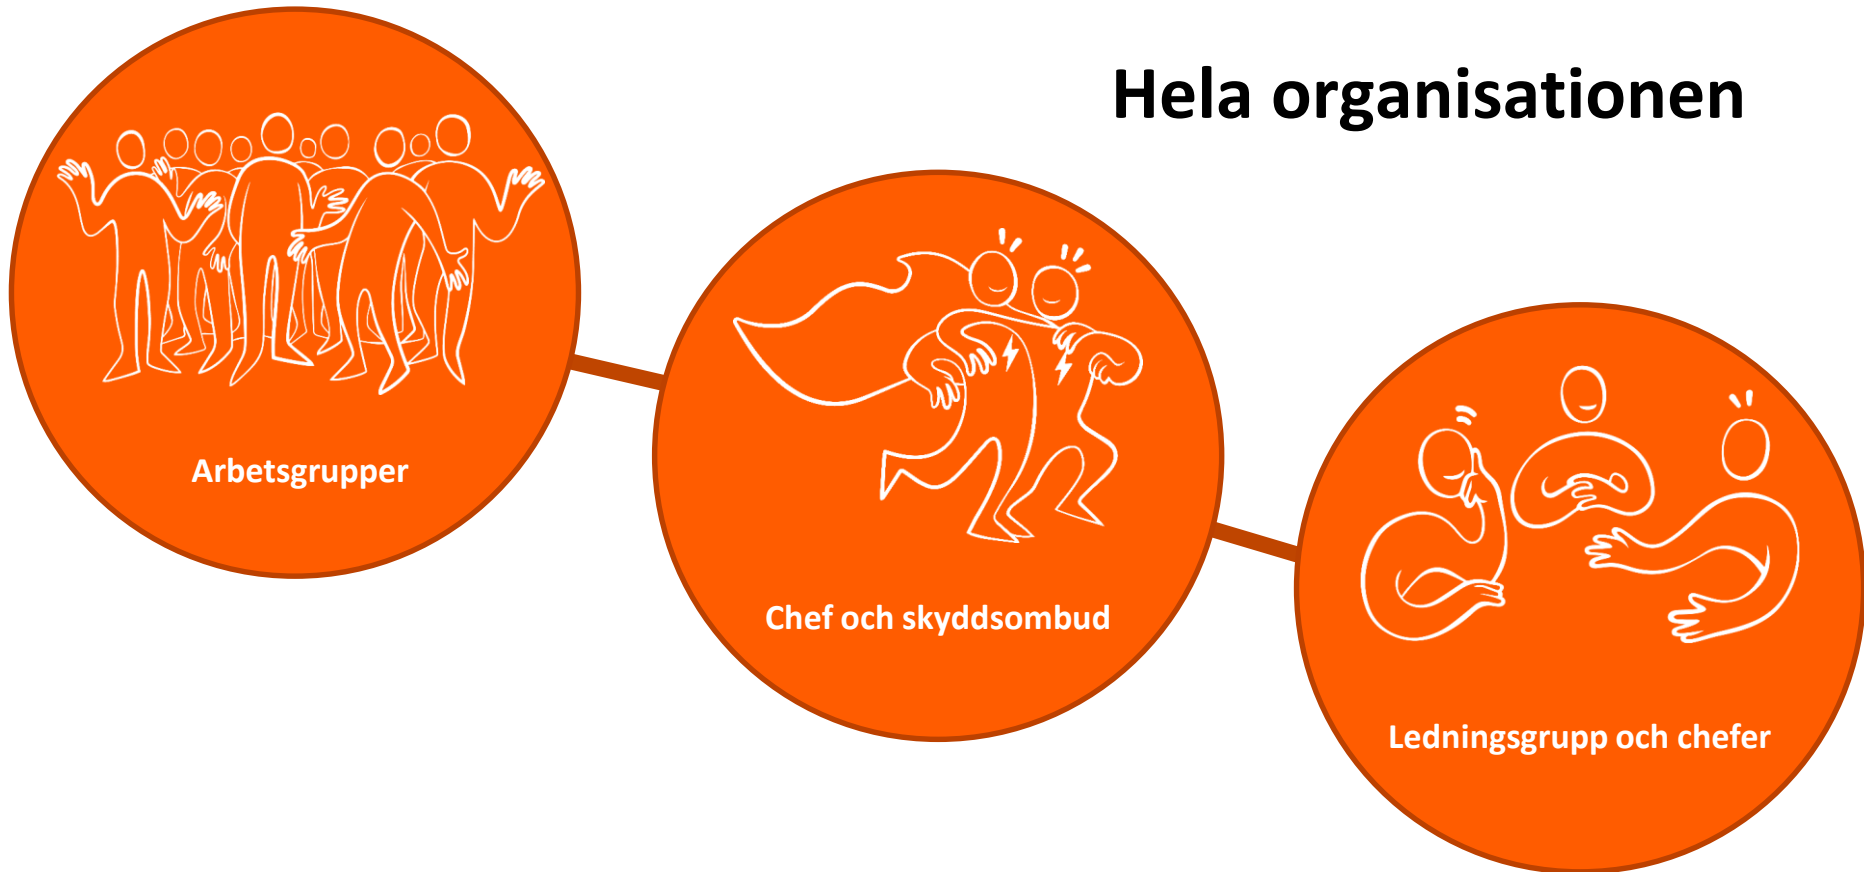 Hela organisationen
Arbetsgrupper
Chef och skyddsombud
Ledningsgrupp och chefer